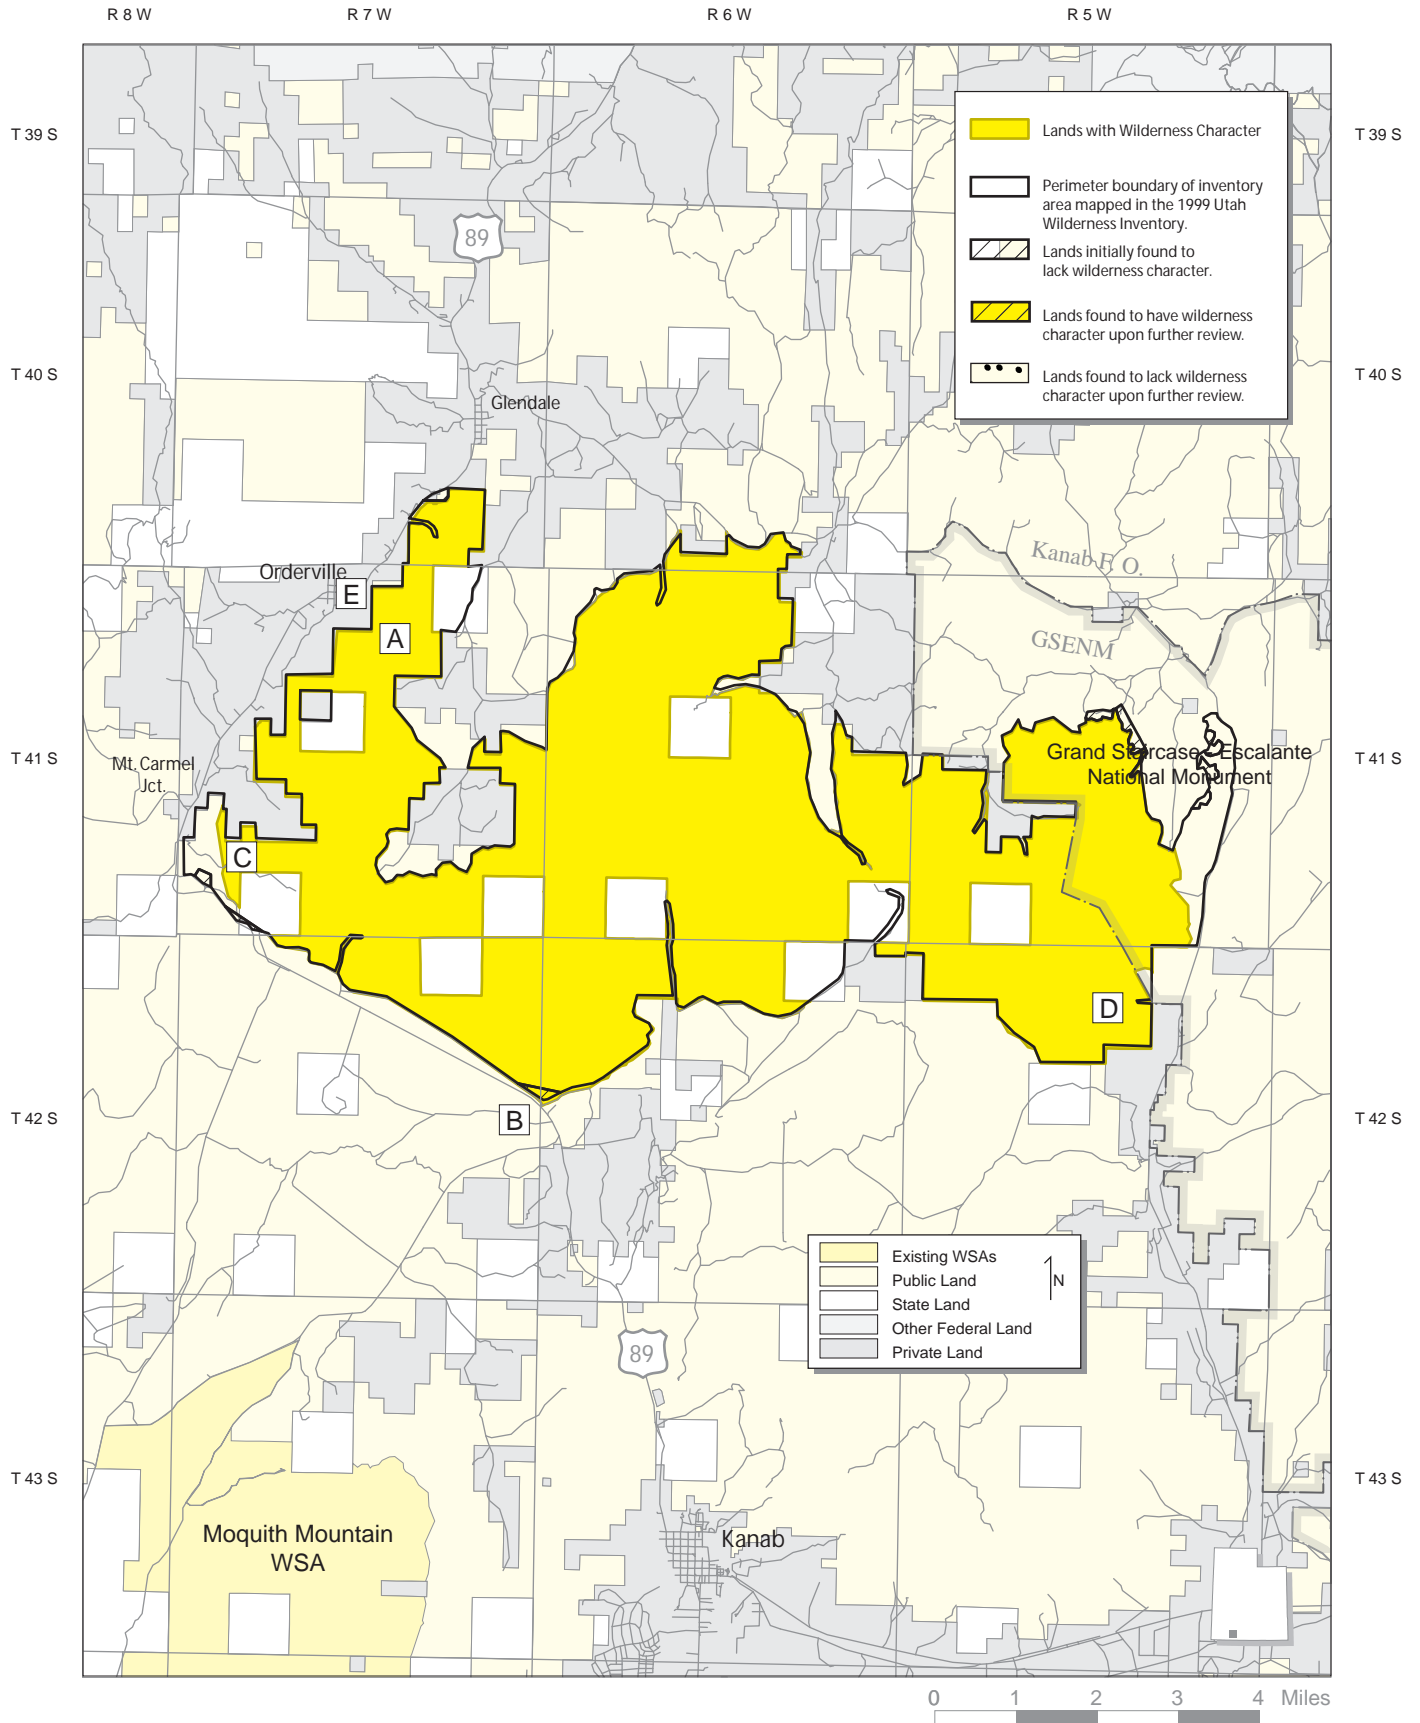 R 8 W R 7 W R 6 W R 5 W
T 39 S T 39 S
Lands with Wilderness Character
Perimeter boundary of inventory
area mapped in the 1999 Utah
Wilderness Inventory.
Lands initially found to
lack wilderness character.
Lands found to have wilderness
character upon further review.
Lands found to lack wilderness
character upon further review.
89
T 40 S T 40 S
Glendale
Kanab F. O.
Orderville
E
A
GSENM
Grand Staircase - Escalante
National Monument
T 41 S T 41 S
Mt. Carmel
Jct.
C
D
B
T 42 S T 42 S
Existing WSAs
Public Land
State Land
Other Federal Land
Private Land
N
89
T 43 S T 43 S
Moquith Mountain
WSA
Kanab
0 1 2 3 4 Miles